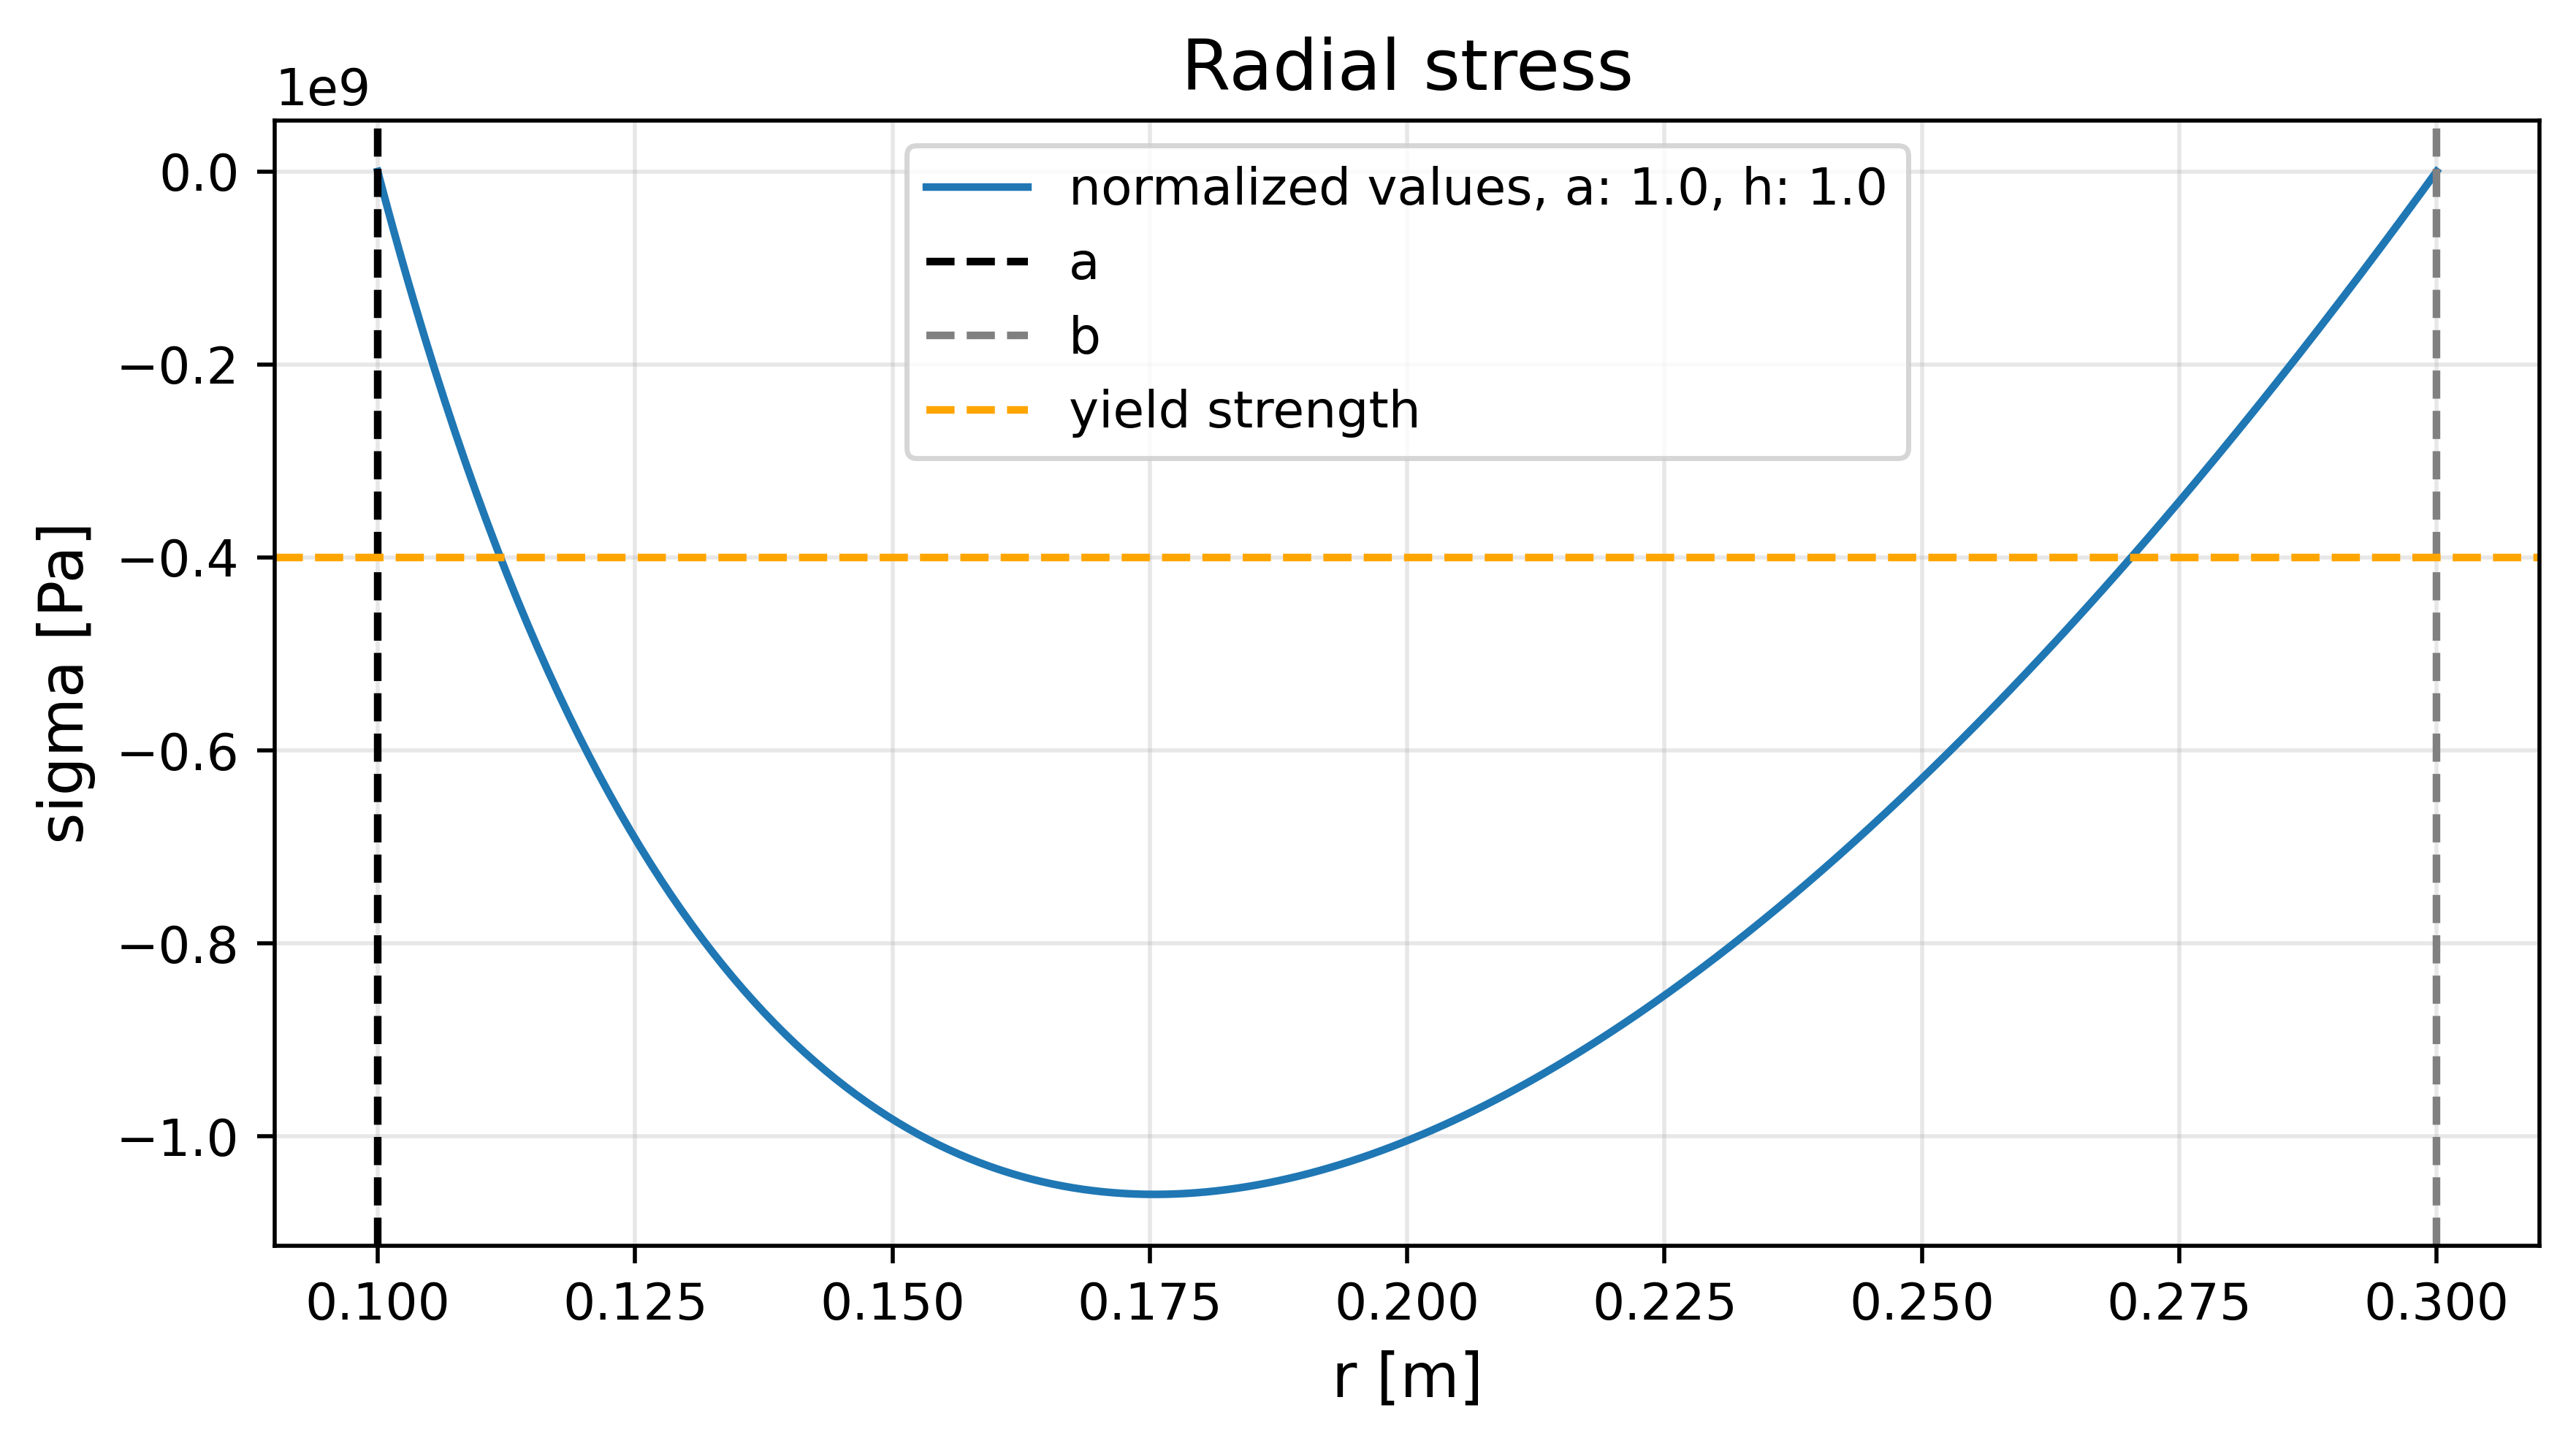 Radial stress
1e9
normalized values, a: 1.0, h: 1.0
a
b
yield strength
0.0
−0.2
−0.4
−0.6
−0.8
−1.0
sigma [Pa]
0.100 0.125 0.150 0.175 0.200 0.225 0.250 0.275 0.300
r [m]